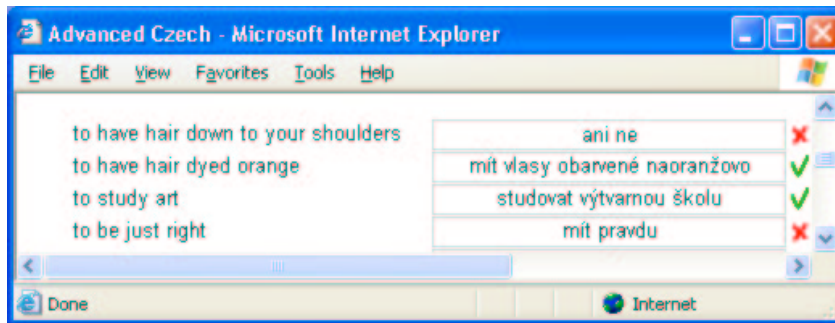 Advanced Czech - Microsoft Internet Explorer
File Edit View Favorites Tools Help
to have hair down to your shoulders ani ne
to have hair dyed orange mít vlasy obarvené naoranžovo
to study art studovat výtvarnou školu
to be just right mít pravdu
Done Internet